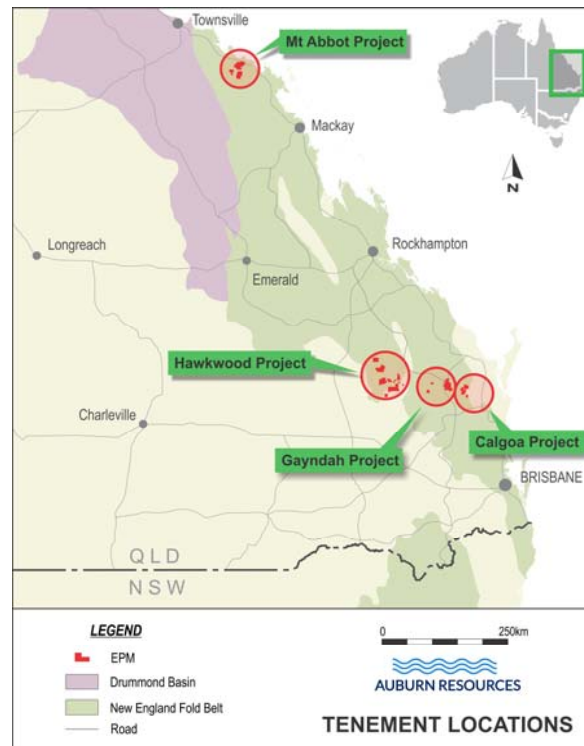 Townsville
Mt Abbot Project
Mackay
N
Longreach
Emerald
Rockhampton
Hawkwood Project
Charleville
Gayndah Project
Calgoa Project
BRISBANE
QLD
NSW
LEGEND
EPM
Drummond Basin
New England Fold Belt
Road
0 250km
AUBURN RESOURCES
TENEMENT LOCATIONS